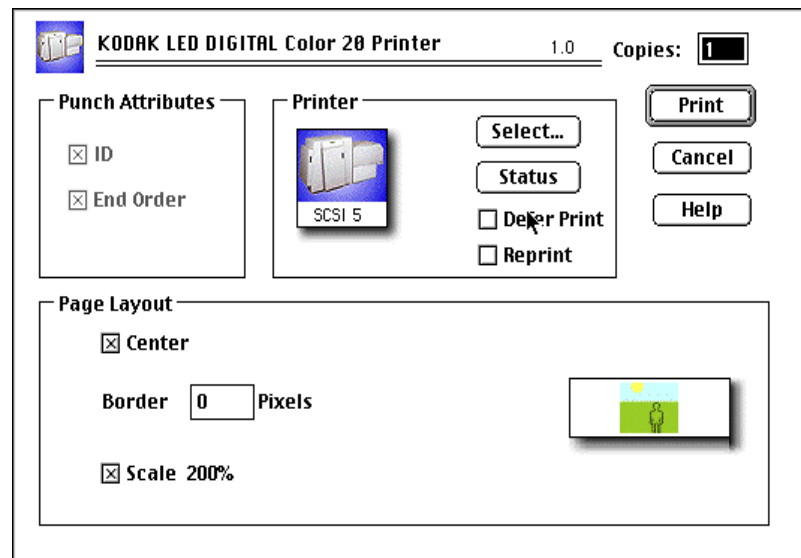 KODAK LED DIGITAL Color 20 Printer 1.0 Copies: 1
Punch Attributes
ID
End Order
Printer
SCSI 5
Select...
Status
Defer Print
Reprint
Print
Cancel
Help
Page Layout
Center
Border 0 Pixels
Scale 200%